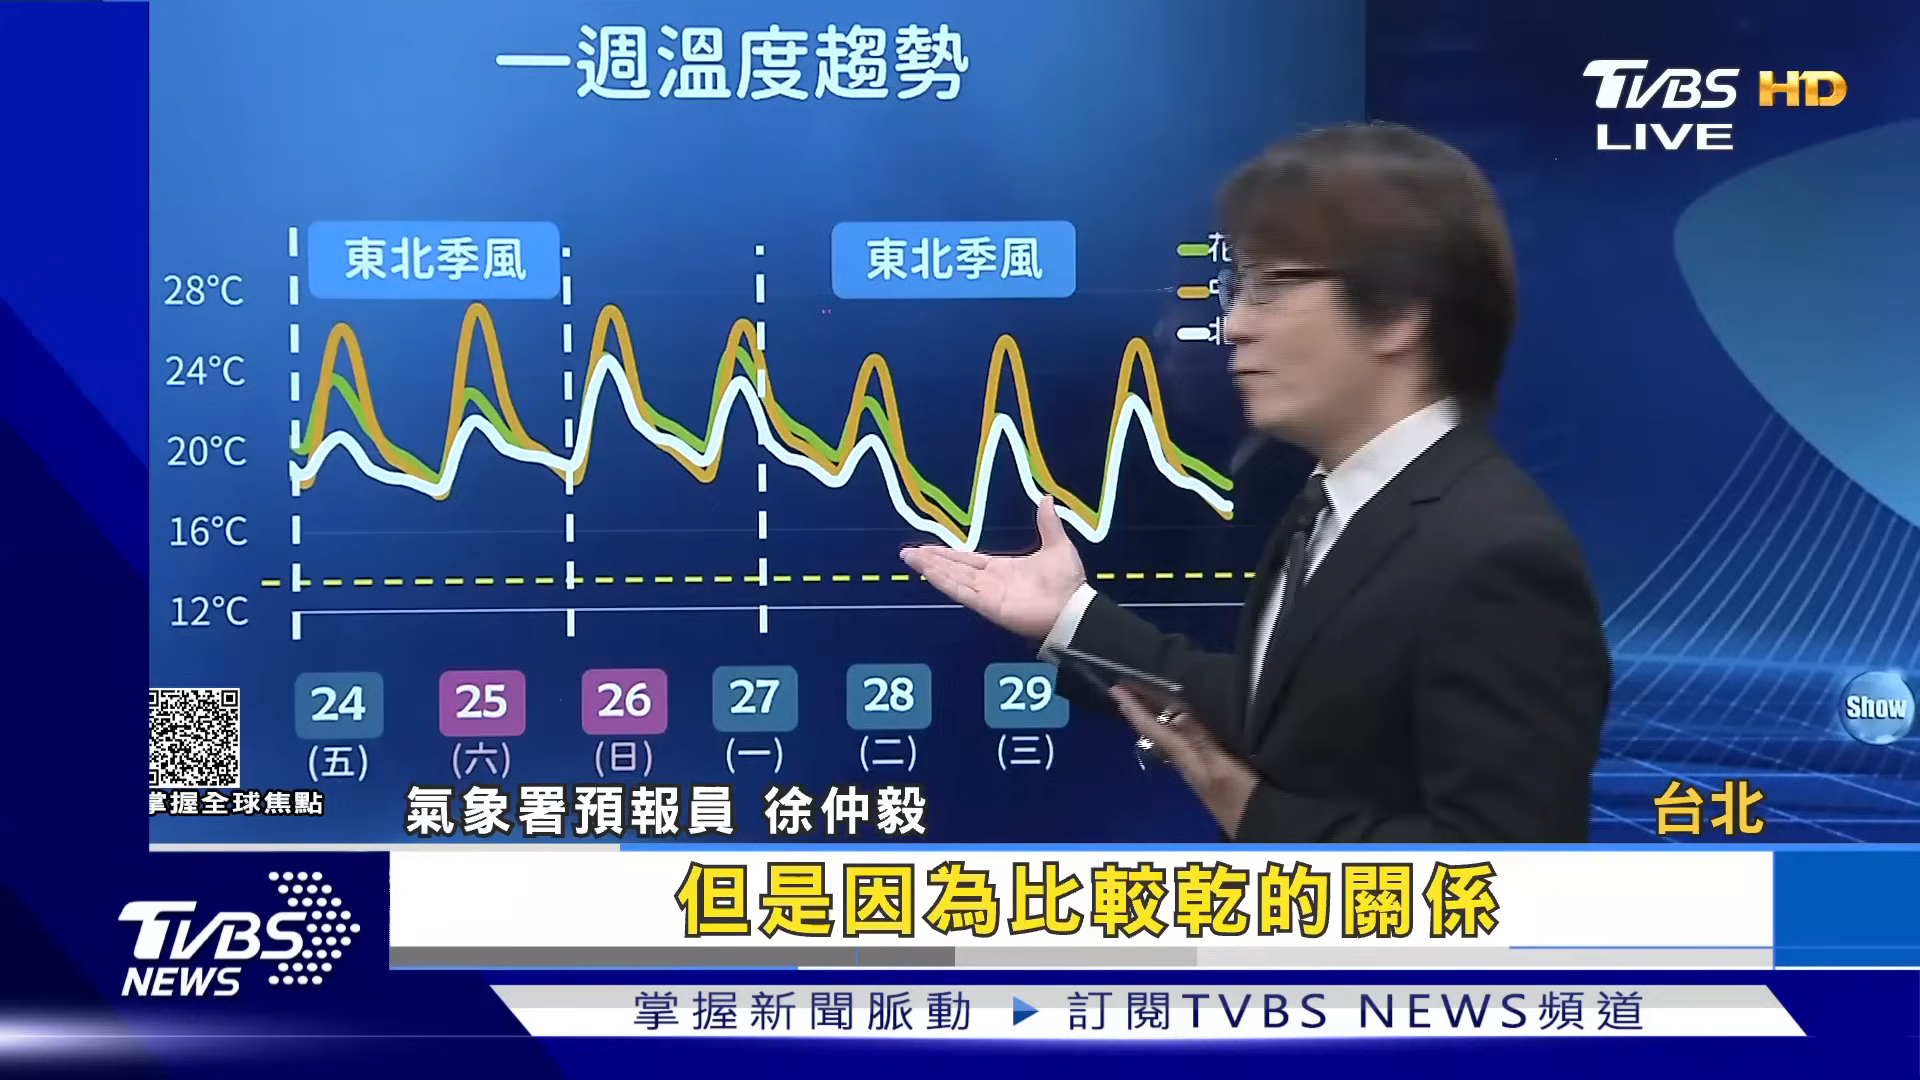 一週溫度趨勢
TVBS HD
LIVE
東北季風
東北季風
花
北
28°C
24°C
20°C
16°C
12°C
24
25
26
27
28
29
(五)
(六)
(日)
(一)
(二)
(三)
Show
掌握全球焦點
氣象署預報員 徐仲毅
台北
但是因為比較乾的關係
TVBS
NEWS
掌握新聞脈動 ▶ 訂閱TVBS NEWS頻道